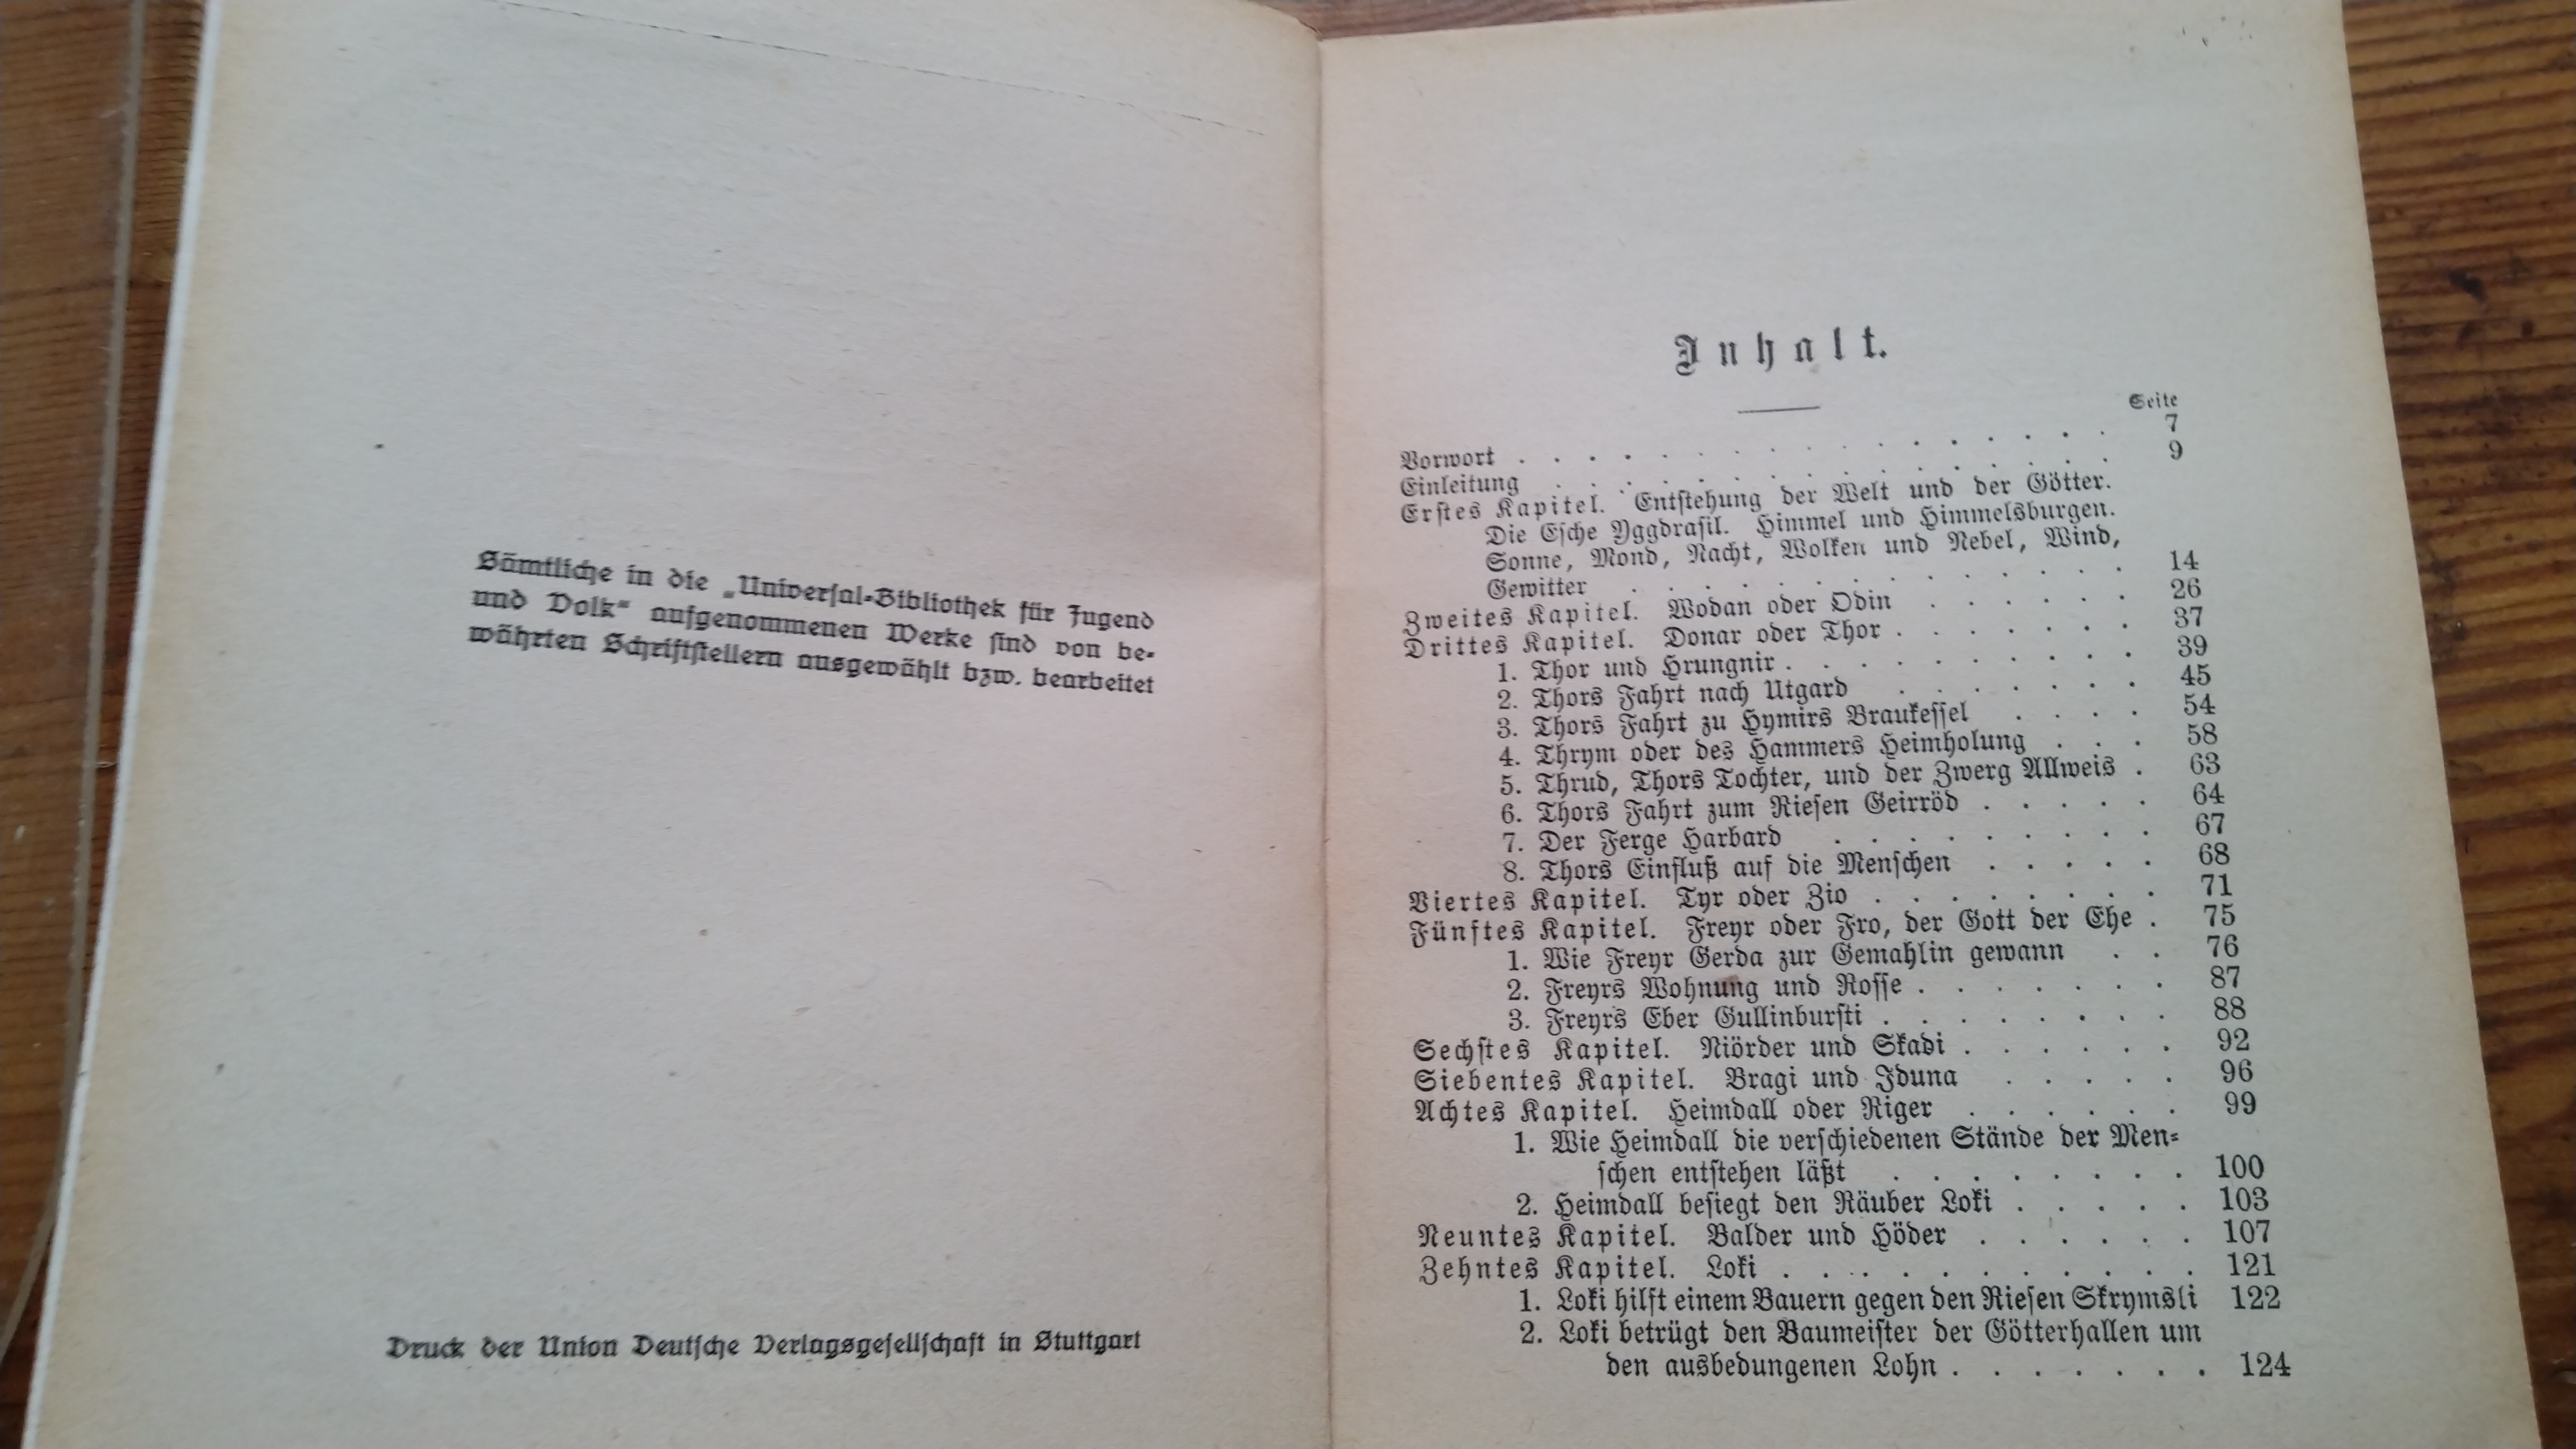 Sämtliche in die „Universal-Bibliothek für Jugend
und Volk“ aufgenommenen Werke sind von be-
währten Schriftstellern ausgewählt bzw. bearbeitet
Druck der Union Deutsche Verlagsgesellschaft in Stuttgart
Inhalt.
Seite
Vorwort . . . . . . . . . . . . . . . . 7
Einleitung . . . . . . . . . . . . . . . 9
Erstes Kapitel. Entstehung der Welt und der Götter.
Die Esche Yggdrasil. Himmel und Himmelsburgen.
Sonne, Mond, Nacht, Wolken und Nebel, Wind,
Gewitter . . . . . . . . . . . . . 14
Zweites Kapitel. Wodan oder Odin . . . . . . 26
Drittes Kapitel. Donar oder Thor . . . . . . . 37
1. Thor und Hrungnir . . . . . . . . . . 39
2. Thors Fahrt nach Utgard . . . . . . . 45
3. Thors Fahrt zu Hymirs Braukessel . . . . 54
4. Thrym oder des Hammers Heimholung . . . 58
5. Thrud, Thors Tochter, und der Zwerg Allweis . 63
6. Thors Fahrt zum Riesen Geirröd . . . . . 64
7. Der Ferge Harbard . . . . . . . . . 67
8. Thors Einfluß auf die Menschen . . . . . 68
Viertes Kapitel. Tyr oder Zio . . . . . . . . 71
Fünftes Kapitel. Freyr oder Fro, der Gott der Ehe . 75
1. Wie Freyr Gerda zur Gemahlin gewann . . 76
2. Freyrs Wohnung und Rosse . . . . . . . 87
3. Freyrs Eber Gullinbursti . . . . . . . . 88
Sechstes Kapitel. Niörder und Skadi . . . . . . 92
Siebentes Kapitel. Bragi und Iduna . . . . . 96
Achtes Kapitel. Heimdall oder Riger . . . . . . 99
1. Wie Heimdall die verschiedenen Stände der Men-
schen entstehen läßt . . . . . . . . 100
2. Heimdall besiegt den Räuber Loki . . . . . 103
Neuntes Kapitel. Balder und Höder . . . . . . 107
Zehntes Kapitel. Loki . . . . . . . . . . . 121
1. Loki hilft einem Bauern gegen den Riesen Skrymsli 122
2. Loki betrügt den Baumeister der Götterhallen um
den ausbedungenen Lohn . . . . . . . 124